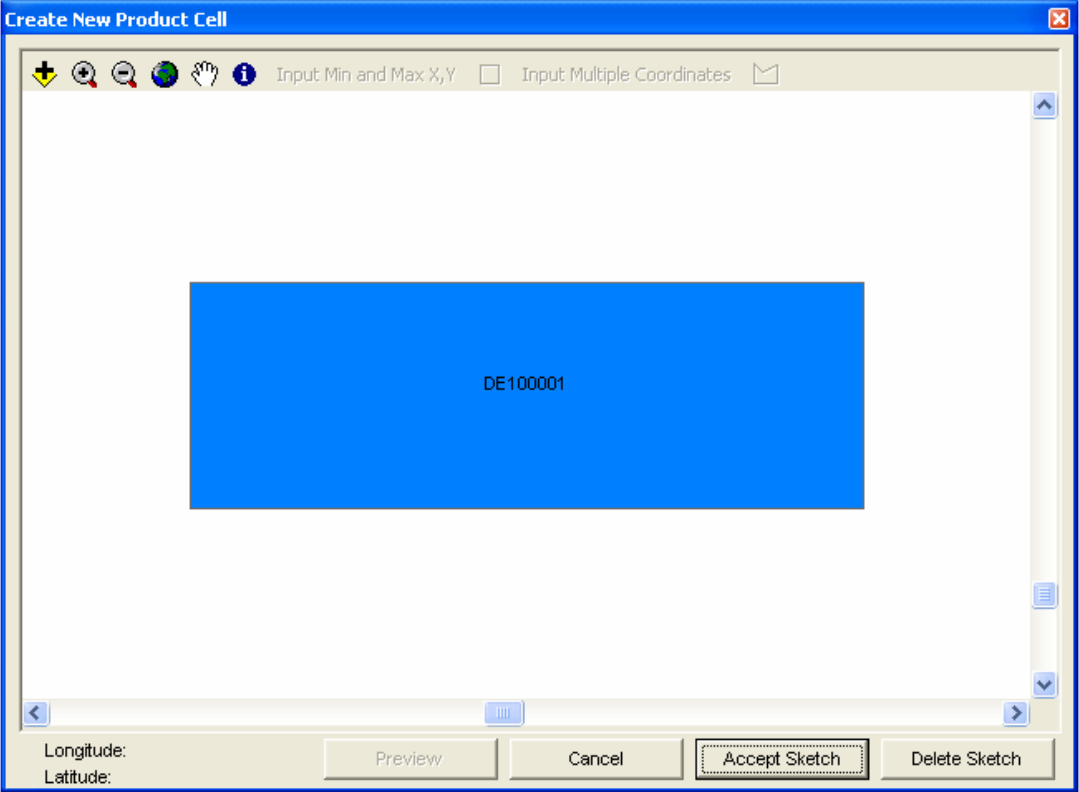 Create New Product Cell
Input Min and Max X,Y Input Multiple Coordinates
DE100001
Longitude:
Latitude:
Preview Cancel Accept Sketch Delete Sketch